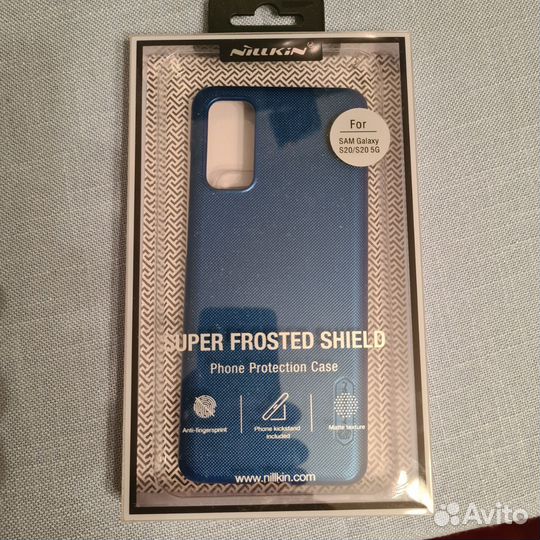 NILLKIN
For
SAM Galaxy
S20/S20 5G
SUPER FROSTED SHIELD
Phone Protection Case
Anti-fingersprint
Phone kickstand
included
Matte texture
www.nillkin.com
Avito